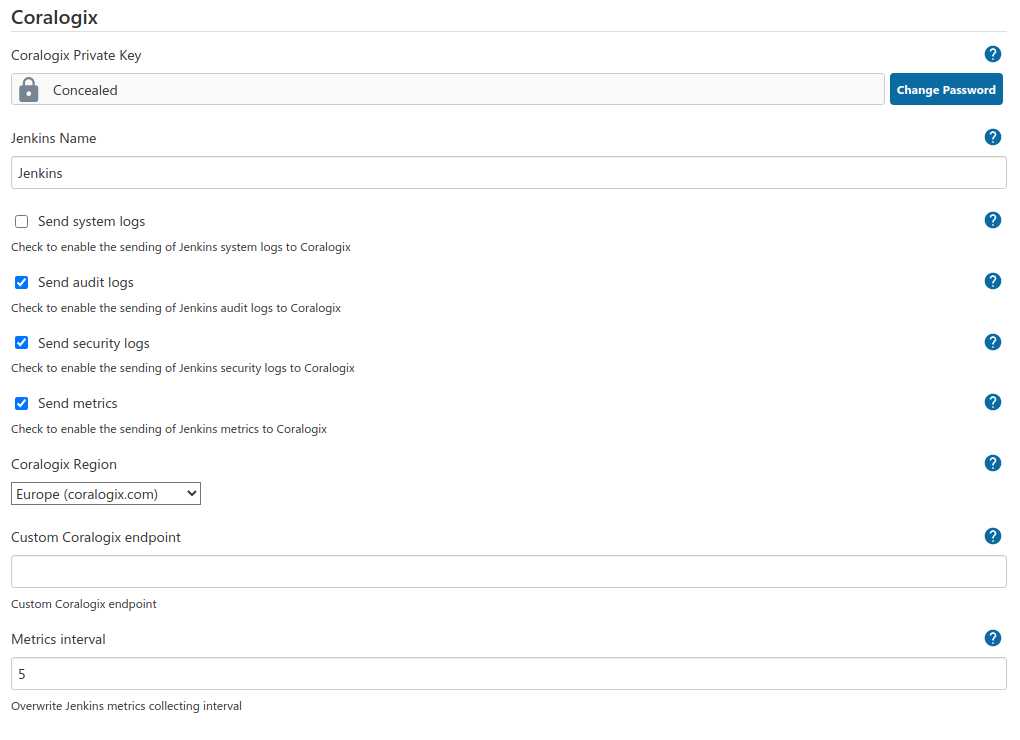 Coralogix
Coralogix Private Key
?
Concealed
Change Password
Jenkins Name
?
Jenkins
Send system logs
?
Check to enable the sending of Jenkins system logs to Coralogix
Send audit logs
?
Check to enable the sending of Jenkins audit logs to Coralogix
Send security logs
?
Check to enable the sending of Jenkins security logs to Coralogix
Send metrics
?
Check to enable the sending of Jenkins metrics to Coralogix
Coralogix Region
?
Europe (coralogix.com)
Custom Coralogix endpoint
?
Custom Coralogix endpoint
Metrics interval
?
5
Overwrite Jenkins metrics collecting interval